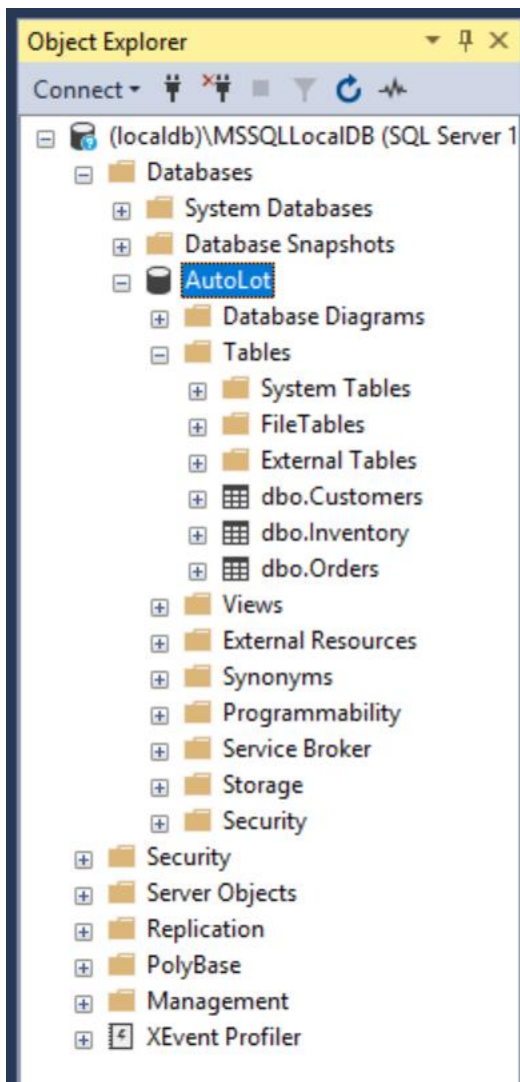 Object Explorer
Connect
(localdb)\MSSQLLocalDB (SQL Server 1
Databases
System Databases
Database Snapshots
AutoLot
Database Diagrams
Tables
System Tables
FileTables
External Tables
dbo.Customers
dbo.Inventory
dbo.Orders
Views
External Resources
Synonyms
Programmability
Service Broker
Storage
Security
Security
Server Objects
Replication
PolyBase
Management
XEvent Profiler